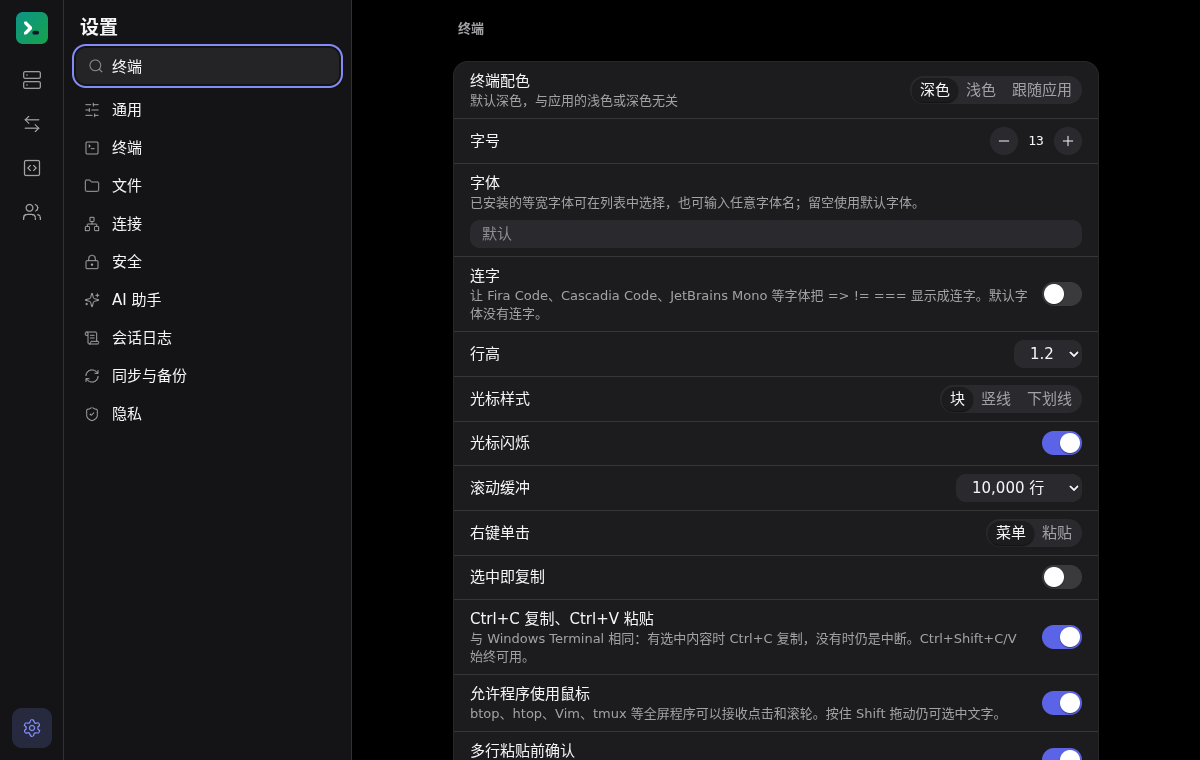 设置
终端
通用
终端
文件
连接
安全
AI 助手
会话日志
同步与备份
隐私
终端
终端配色
默认深色，与应用的浅色或深色无关
深色 浅色 跟随应用
字号
13
字体
已安装的等宽字体可在列表中选择，也可输入任意字体名；留空使用默认字体。
默认
连字
让 Fira Code、Cascadia Code、JetBrains Mono 等字体把 => != === 显示成连字。默认字
体没有连字。
行高
1.2
光标样式
块 竖线 下划线
光标闪烁
滚动缓冲
10,000 行
右键单击
菜单 粘贴
选中即复制
Ctrl+C 复制、Ctrl+V 粘贴
与 Windows Terminal 相同：有选中内容时 Ctrl+C 复制，没有时仍是中断。Ctrl+Shift+C/V
始终可用。
允许程序使用鼠标
btop、htop、Vim、tmux 等全屏程序可以接收点击和滚轮。按住 Shift 拖动仍可选中文字。
多行粘贴前确认